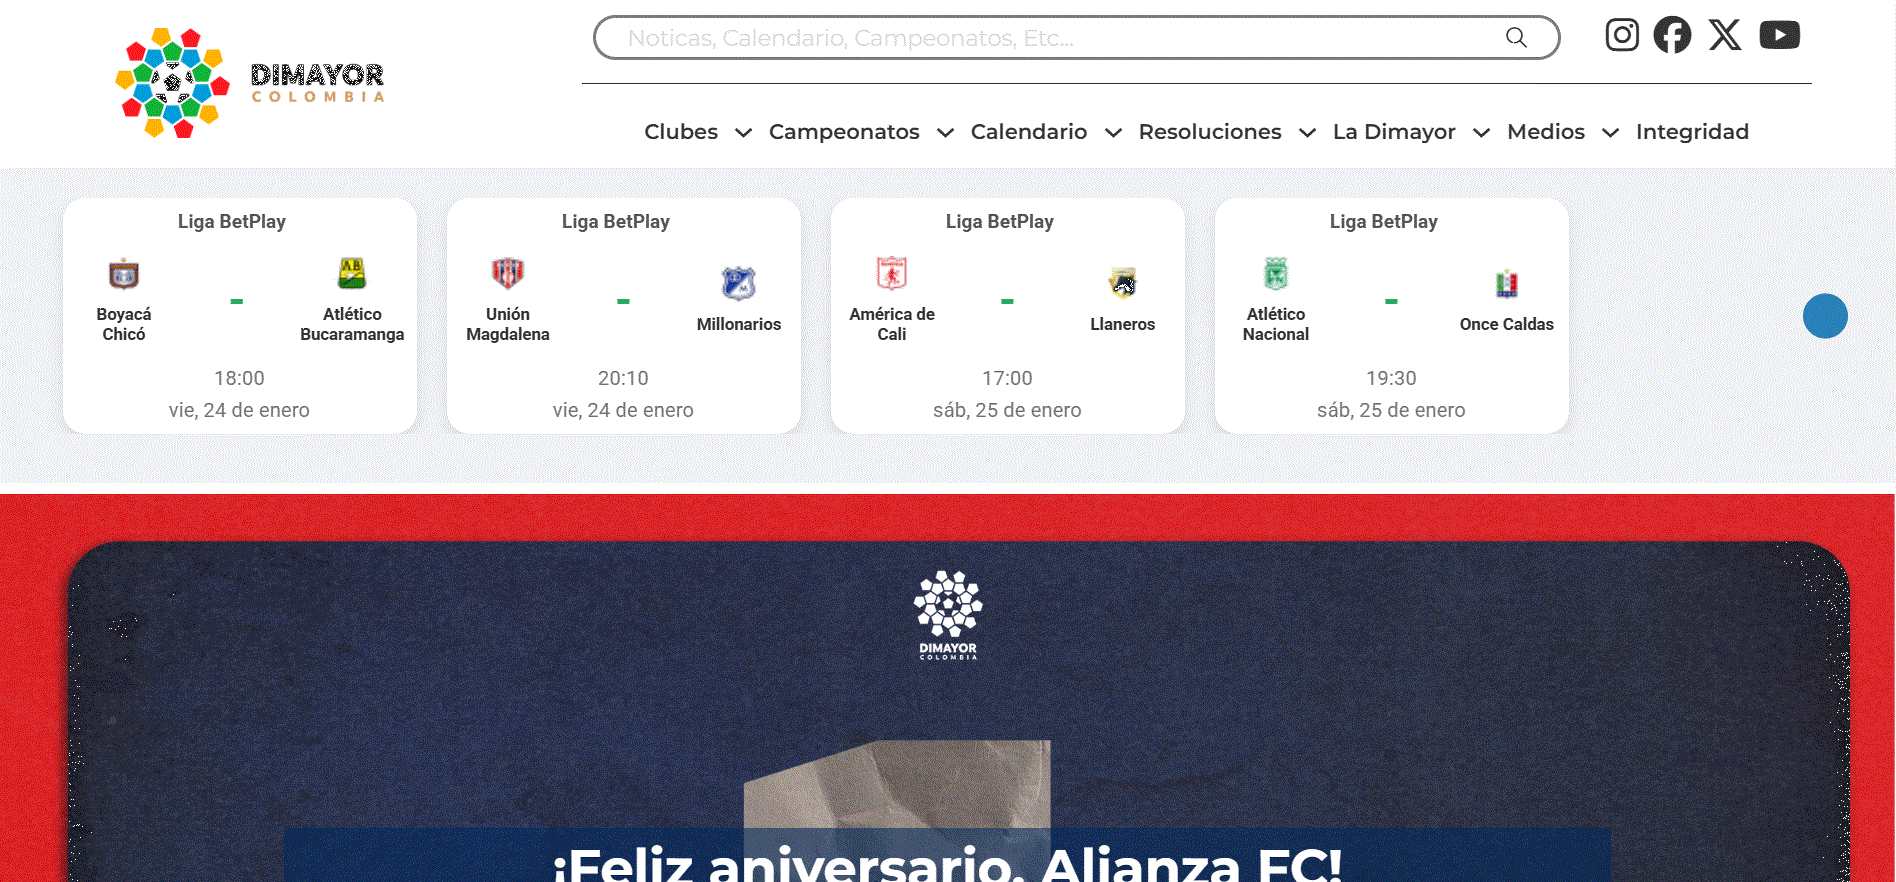 DIMAYOR
COLOMBIA
Noticas, Calendario, Campeonatos, Etc...
Clubes
Campeonatos
Calendario
Resoluciones
La Dimayor
Medios
Integridad
Liga BetPlay
Boyacá
Chicó
-
Atlético
Bucaramanga
18:00
vie, 24 de enero
Liga BetPlay
Unión
Magdalena
-
Millonarios
20:10
vie, 24 de enero
Liga BetPlay
América de
Cali
-
Llaneros
17:00
sáb, 25 de enero
Liga BetPlay
Atlético
Nacional
-
Once Caldas
19:30
sáb, 25 de enero
DIMAYOR
COLOMBIA
¡Feliz aniversario, Alianza FC!